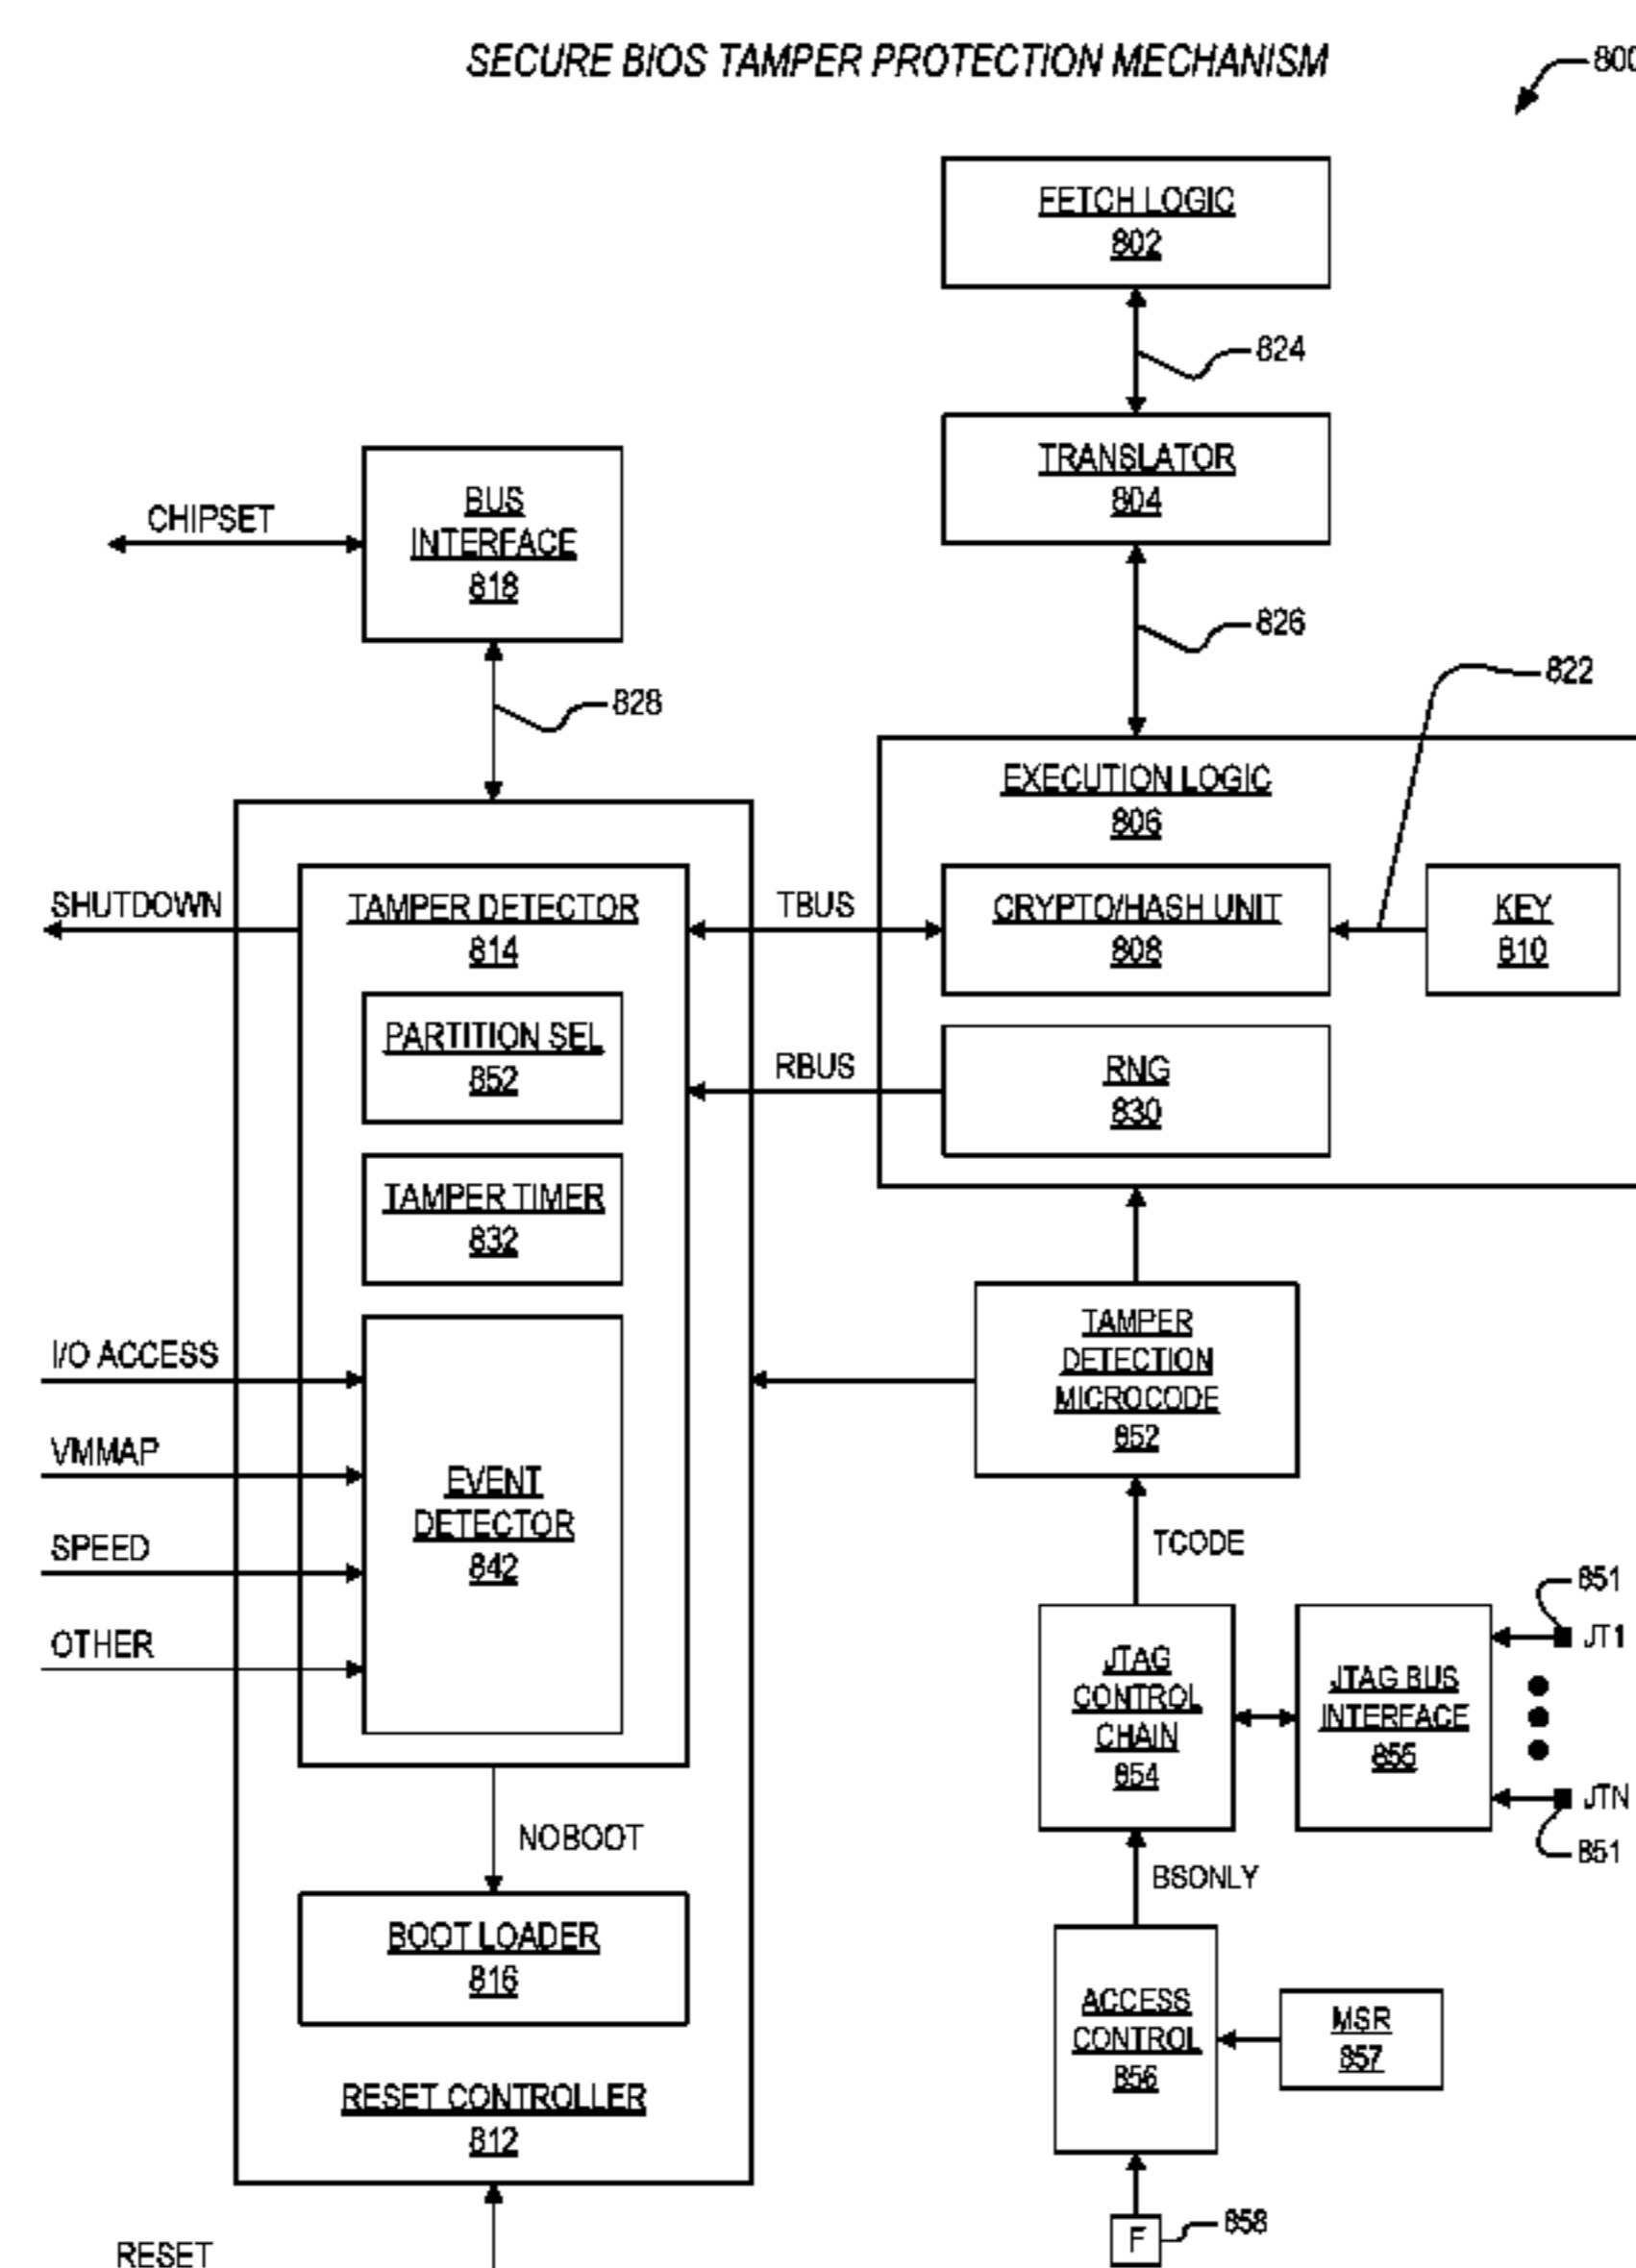 SECURE BIOS TAMPER PROTECTION MECHANISM
800
FETCH LOGIC
802
824
TRANSLATOR
804
CHIPSET
BUS
INTERFACE
818
826
822
828
EXECUTION LOGIC
806
SHUTDOWN
TAMPER DETECTOR
814
TBUS
CRYPTO/HASH UNIT
808
KEY
810
PARTITION SEL
852
RBUS
RNG
830
TAMPER TIMER
832
TAMPER
DETECTION
MICROCODE
852
I/O ACCESS
VMMAP
SPEED
OTHER
EVENT
DETECTOR
842
TCODE
851
JT1
JTAG
CONTROL
CHAIN
854
JTAG BUS
INTERFACE
855
JTN
851
NOBOOT
BSONLY
BOOT LOADER
816
ACCESS
CONTROL
856
MSR
857
RESET CONTROLLER
812
RESET
F
858